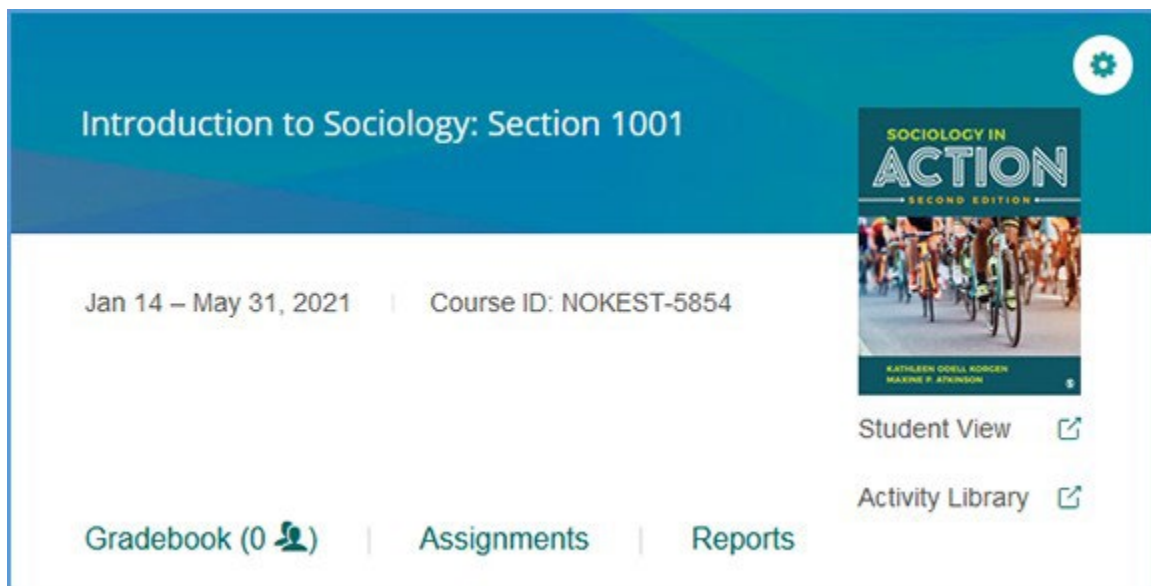 Introduction to Sociology: Section 1001
SOCIOLOGY IN
ACTION
SECOND EDITION
Jan 14 – May 31, 2021
Course ID: NOKEST-5854
KATHLEEN ODELL KORGEN
MAXINE P. ATKINSON
Student View
Activity Library
Gradebook (0 )
Assignments
Reports